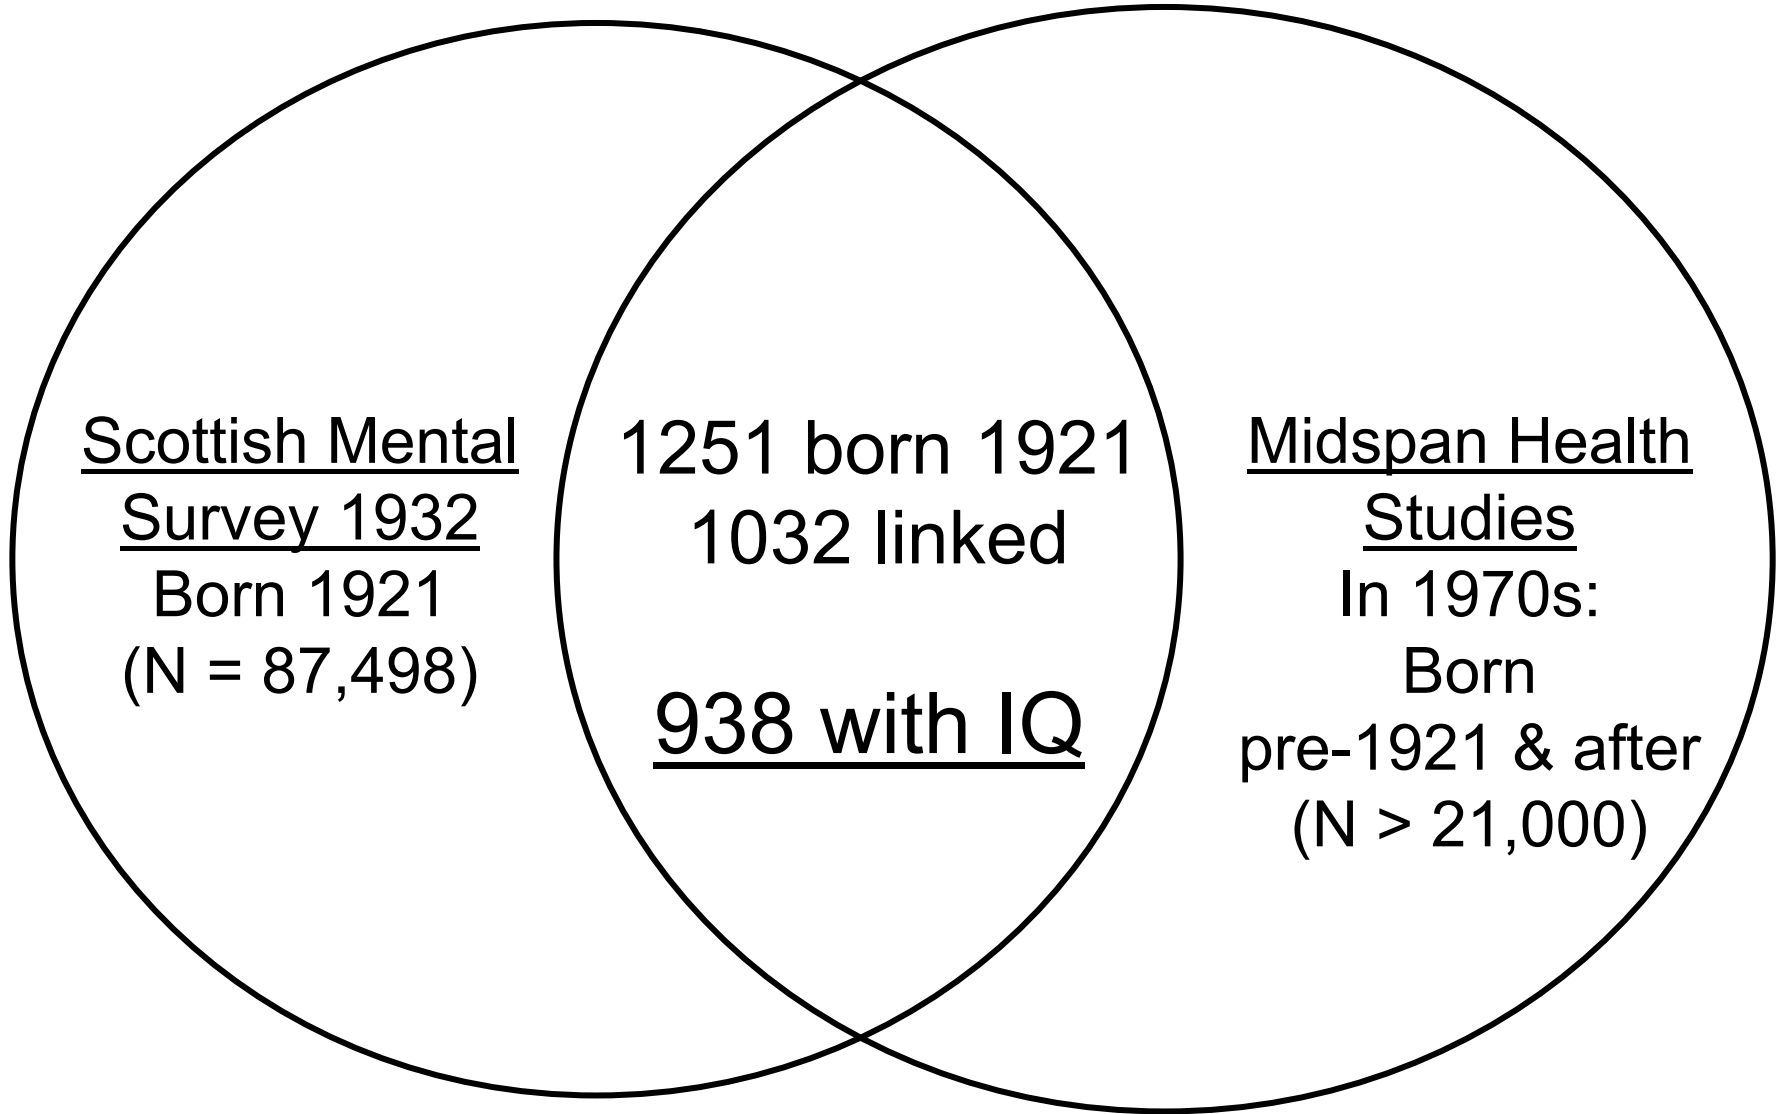 Scottish Mental
Survey 1932
Born 1921
(N = 87,498)
1251 born 1921
1032 linked
938 with IQ
Midspan Health
Studies
In 1970s:
Born
pre-1921 & after
(N > 21,000)